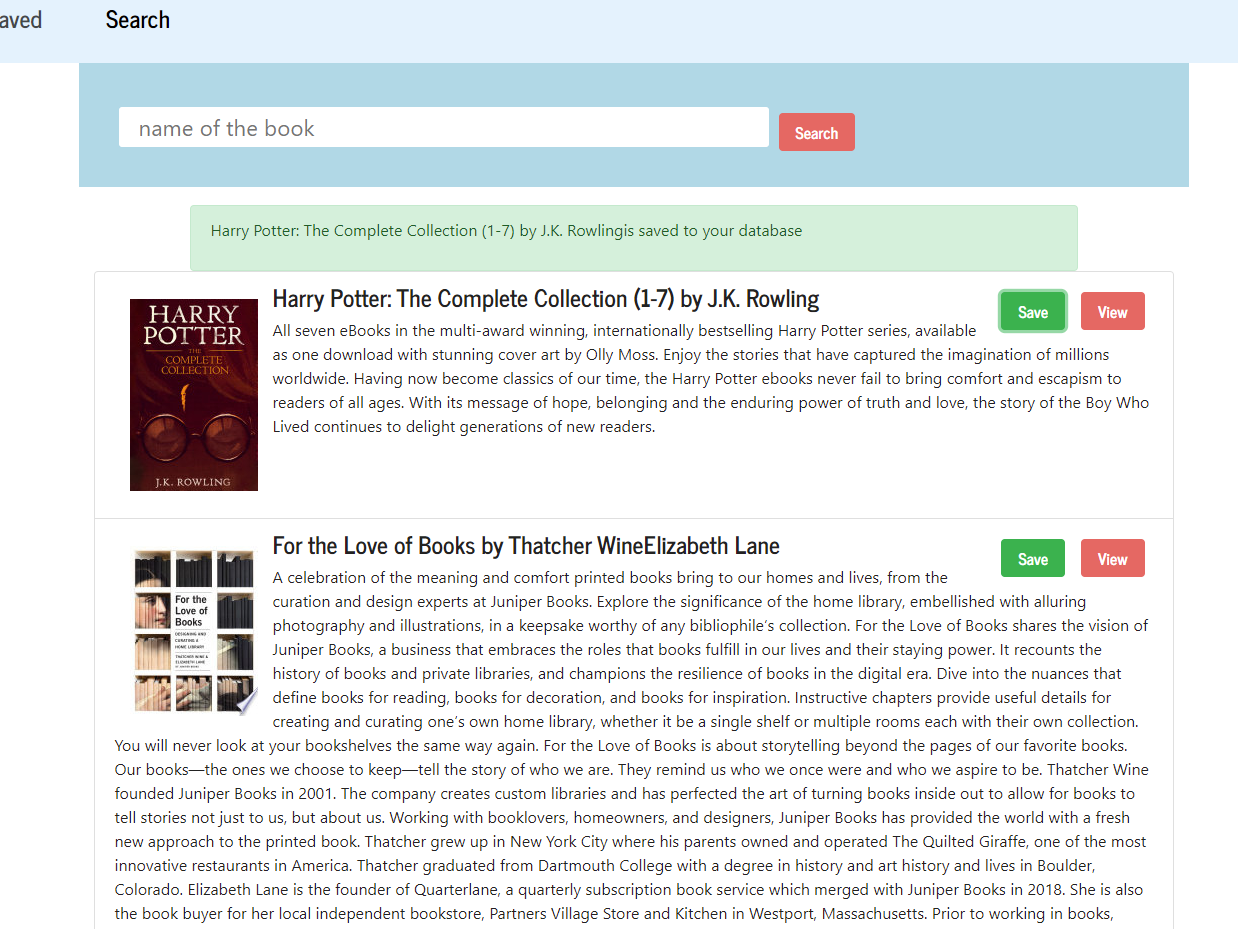 aved Search
name of the book
Search
Harry Potter: The Complete Collection (1-7) by J.K. Rowlingis saved to your database
HARRY
POTTER
THE
COMPLETE
COLLECTION
J.K. ROWLING
Harry Potter: The Complete Collection (1-7) by J.K. Rowling
Save View
All seven eBooks in the multi-award winning, internationally bestselling Harry Potter series, available
as one download with stunning cover art by Olly Moss. Enjoy the stories that have captured the imagination of millions
worldwide. Having now become classics of our time, the Harry Potter ebooks never fail to bring comfort and escapism to
readers of all ages. With its message of hope, belonging and the enduring power of truth and love, the story of the Boy Who
Lived continues to delight generations of new readers.
For the
Love of
Books
DESIGNING AND
CURATING A
HOME LIBRARY
THATCHER WINE &
ELIZABETH LANE
OF JUNIPER BOOKS
For the Love of Books by Thatcher WineElizabeth Lane
Save View
A celebration of the meaning and comfort printed books bring to our homes and lives, from the
curation and design experts at Juniper Books. Explore the significance of the home library, embellished with alluring
photography and illustrations, in a keepsake worthy of any bibliophile’s collection. For the Love of Books shares the vision of
Juniper Books, a business that embraces the roles that books fulfill in our lives and their staying power. It recounts the
history of books and private libraries, and champions the resilience of books in the digital era. Dive into the nuances that
define books for reading, books for decoration, and books for inspiration. Instructive chapters provide useful details for
creating and curating one’s own home library, whether it be a single shelf or multiple rooms each with their own collection.
You will never look at your bookshelves the same way again. For the Love of Books is about storytelling beyond the pages of our favorite books.
Our books—the ones we choose to keep—tell the story of who we are. They remind us who we once were and who we aspire to be. Thatcher Wine
founded Juniper Books in 2001. The company creates custom libraries and has perfected the art of turning books inside out to allow for books to
tell stories not just to us, but about us. Working with booklovers, homeowners, and designers, Juniper Books has provided the world with a fresh
new approach to the printed book. Thatcher grew up in New York City where his parents owned and operated The Quilted Giraffe, one of the most
innovative restaurants in America. Thatcher graduated from Dartmouth College with a degree in history and art history and lives in Boulder,
Colorado. Elizabeth Lane is the founder of Quarterlane, a quarterly subscription book service which merged with Juniper Books in 2018. She is also
the book buyer for her local independent bookstore, Partners Village Store and Kitchen in Westport, Massachusetts. Prior to working in books,